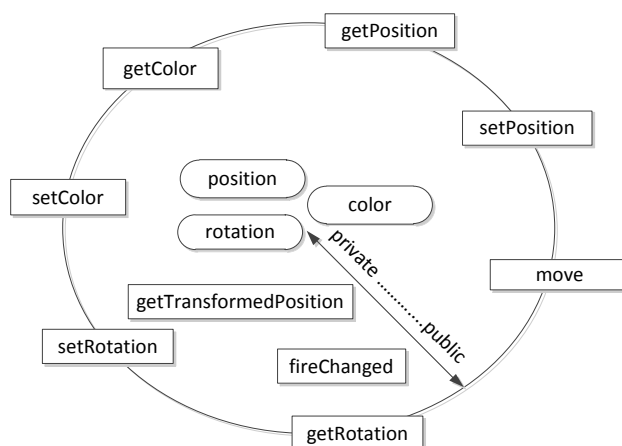 getPosition
getColor
setPosition
position
setColor
color
rotation
private ............. public
move
getTransformedPosition
setRotation
fireChanged
getRotation